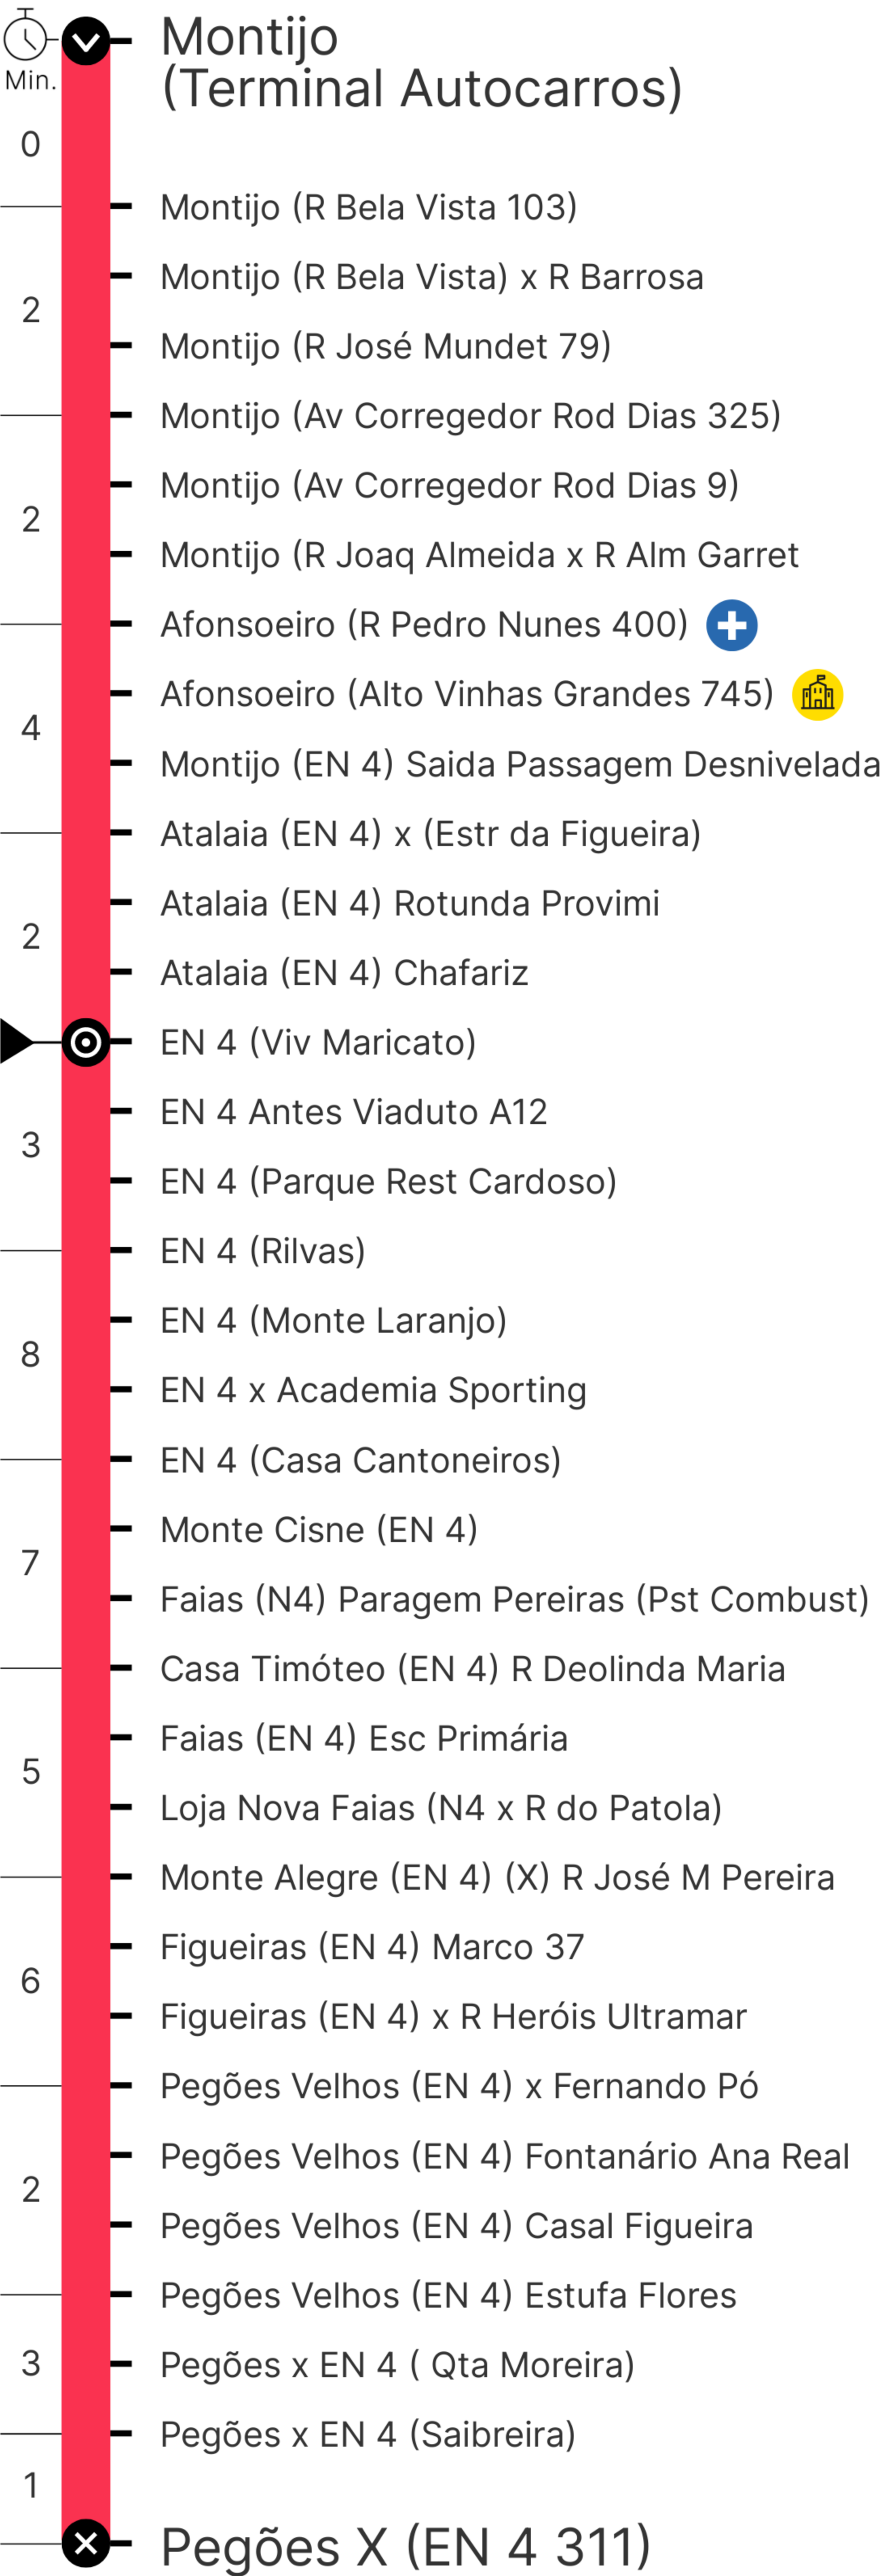 Montijo
(Terminal Autocarros)
Min.
0
Montijo (R Bela Vista 103)
Montijo (R Bela Vista) x R Barrosa
2
Montijo (R José Mundet 79)
Montijo (Av Corregedor Rod Dias 325)
Montijo (Av Corregedor Rod Dias 9)
2
Montijo (R Joaq Almeida x R Alm Garret
Afonsoeiro (R Pedro Nunes 400)
Afonsoeiro (Alto Vinhas Grandes 745)
4
Montijo (EN 4) Saida Passagem Desnivelada
Atalaia (EN 4) x (Estr da Figueira)
Atalaia (EN 4) Rotunda Provimi
2
Atalaia (EN 4) Chafariz
EN 4 (Viv Maricato)
EN 4 Antes Viaduto A12
3
EN 4 (Parque Rest Cardoso)
EN 4 (Rilvas)
EN 4 (Monte Laranjo)
8
EN 4 x Academia Sporting
EN 4 (Casa Cantoneiros)
Monte Cisne (EN 4)
7
Faias (N4) Paragem Pereiras (Pst Combust)
Casa Timóteo (EN 4) R Deolinda Maria
Faias (EN 4) Esc Primária
5
Loja Nova Faias (N4 x R do Patola)
Monte Alegre (EN 4) (X) R José M Pereira
Figueiras (EN 4) Marco 37
6
Figueiras (EN 4) x R Heróis Ultramar
Pegões Velhos (EN 4) x Fernando Pó
Pegões Velhos (EN 4) Fontanário Ana Real
2
Pegões Velhos (EN 4) Casal Figueira
Pegões Velhos (EN 4) Estufa Flores
3
Pegões x EN 4 ( Qta Moreira)
Pegões x EN 4 (Saibreira)
1
Pegões X (EN 4 311)